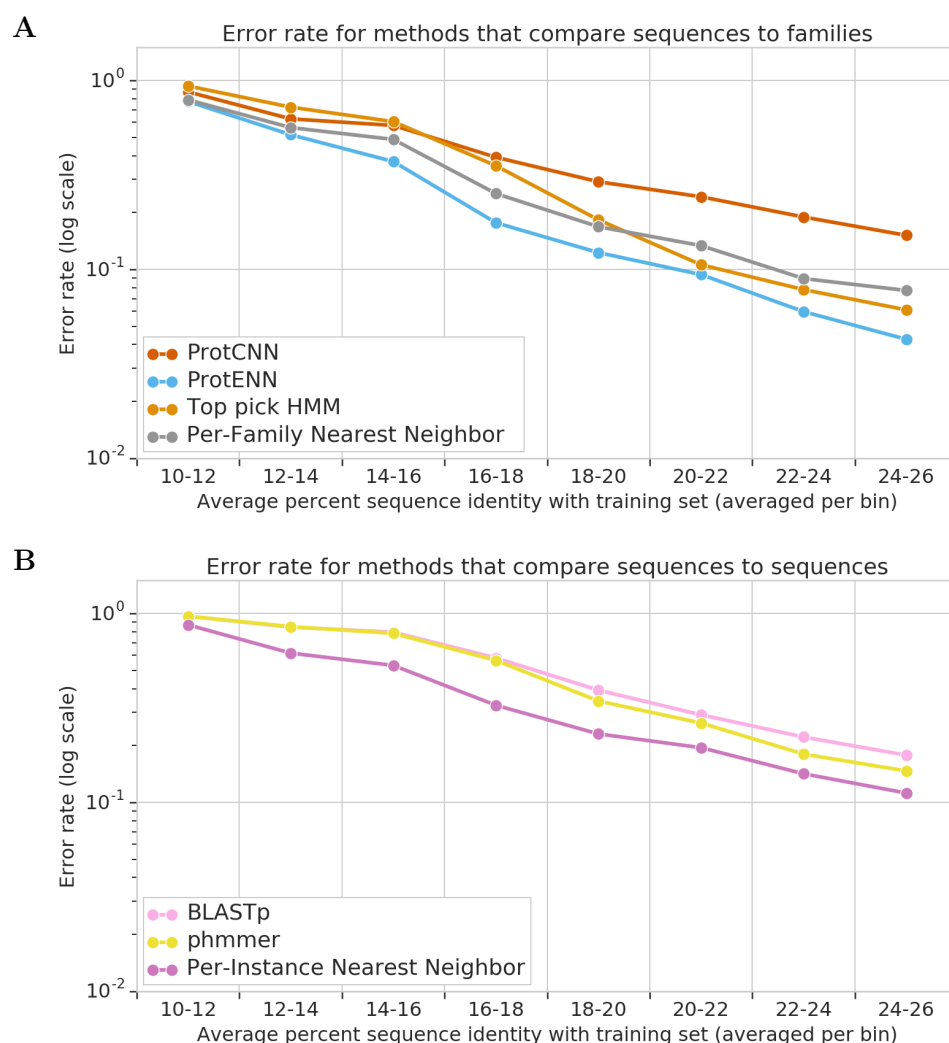 A
Error rate for methods that compare sequences to families
10^0
10^-1
10^-2
Error rate (log scale)
ProtCNN
ProtENN
Top pick HMM
Per-Family Nearest Neighbor
10-12 12-14 14-16 16-18 18-20 20-22 22-24 24-26
Average percent sequence identity with training set (averaged per bin)
B
Error rate for methods that compare sequences to sequences
10^0
10^-1
10^-2
Error rate (log scale)
BLASTp
phmmer
Per-Instance Nearest Neighbor
10-12 12-14 14-16 16-18 18-20 20-22 22-24 24-26
Average percent sequence identity with training set (averaged per bin)